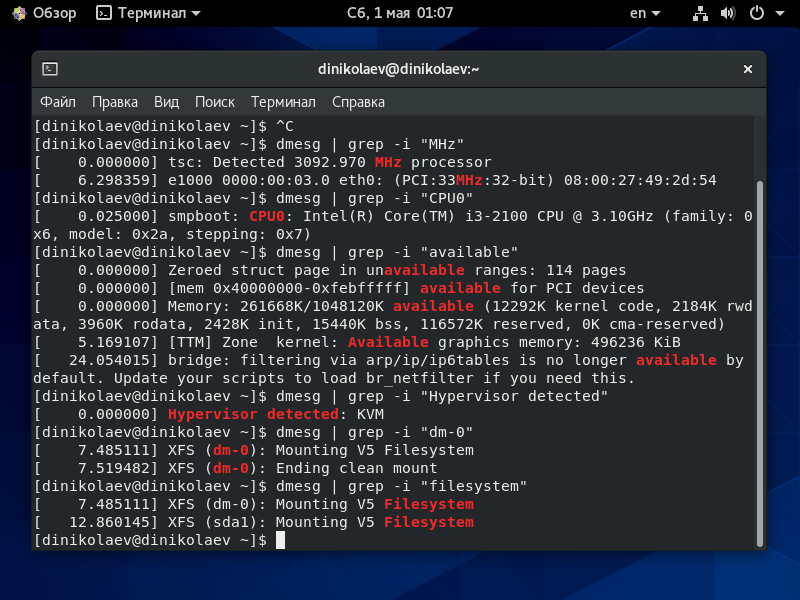 Обзор Терминал Сб, 1 мая 01:07 en
dinikolaev@dinikolaev:~
Файл Правка Вид Поиск Терминал Справка
[dinikolaev@dinikolaev ~]$ ^C
[dinikolaev@dinikolaev ~]$ dmesg | grep -i "MHz"
[    0.000000] tsc: Detected 3092.970 MHz processor
[    6.298359] e1000 0000:00:03.0 eth0: (PCI:33MHz:32-bit) 08:00:27:49:2d:54
[dinikolaev@dinikolaev ~]$ dmesg | grep -i "CPU0"
[    0.025000] smpboot: CPU0: Intel(R) Core(TM) i3-2100 CPU @ 3.10GHz (family: 0
x6, model: 0x2a, stepping: 0x7)
[dinikolaev@dinikolaev ~]$ dmesg | grep -i "available"
[    0.000000] Zeroed struct page in unavailable ranges: 114 pages
[    0.000000] [mem 0x40000000-0xfebfffff] available for PCI devices
[    0.000000] Memory: 261668K/1048120K available (12292K kernel code, 2184K rwd
ata, 3960K rodata, 2428K init, 15440K bss, 116572K reserved, 0K cma-reserved)
[    5.169107] [TTM] Zone  kernel: Available graphics memory: 496236 KiB
[   24.054015] bridge: filtering via arp/ip/ip6tables is no longer available by
default. Update your scripts to load br_netfilter if you need this.
[dinikolaev@dinikolaev ~]$ dmesg | grep -i "Hypervisor detected"
[    0.000000] Hypervisor detected: KVM
[dinikolaev@dinikolaev ~]$ dmesg | grep -i "dm-0"
[    7.485111] XFS (dm-0): Mounting V5 Filesystem
[    7.519482] XFS (dm-0): Ending clean mount
[dinikolaev@dinikolaev ~]$ dmesg | grep -i "filesystem"
[    7.485111] XFS (dm-0): Mounting V5 Filesystem
[   12.860145] XFS (sda1): Mounting V5 Filesystem
[dinikolaev@dinikolaev ~]$